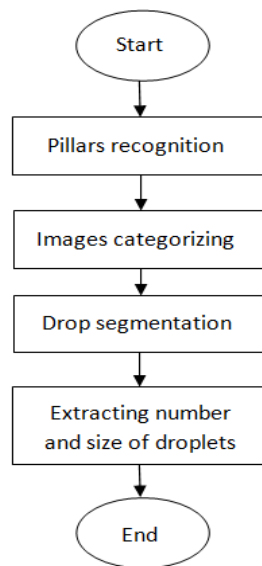 Start
Pillars recognition
Images categorizing
Drop segmentation
Extracting number
and size of droplets
End